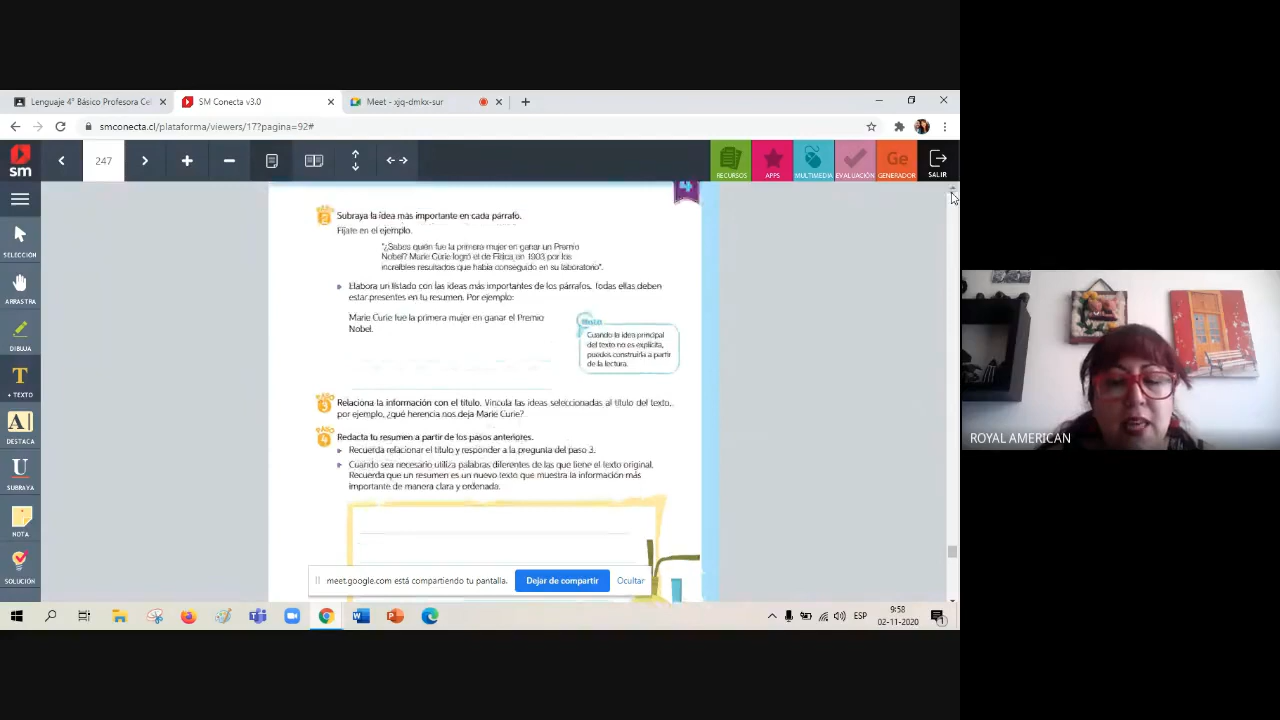 Lenguaje 4° Básico Profesora Cel
SM Conecta v3.0
Meet - xjq-dmkx-sur
smconecta.cl/plataforma/viewers/17?pagina=92#
sm
247
RECURSOS
APPS
MULTIMEDIA
EVALUACIÓN
Ge
GENERADOR
SALIR
SELECCIÓN
ARRASTRA
DIBUJA
T
+ TEXTO
A
DESTACA
U
SUBRAYA
NOTA
SOLUCIÓN
4
PASO 2
Subraya la idea más importante en cada párrafo.
Fíjate en el ejemplo.
"¿Sabes quién fue la primera mujer en ganar un Premio
Nobel? Marie Curie logró el de Física en 1903 por los
increíbles resultados que había conseguido en su laboratorio".
Elabora un listado con las ideas más importantes de los párrafos. Todas ellas deben
estar presentes en tu resumen. Por ejemplo:
Marie Curie fue la primera mujer en ganar el Premio
Nobel.
Cuando la idea principal
del texto no es explícita,
puedes construirla a partir
de la lectura.
PASO 3
Relaciona la información con el título. Vincula las ideas seleccionadas al título del texto,
por ejemplo, ¿qué herencia nos deja Marie Curie?
PASO 4
Redacta tu resumen a partir de los pasos anteriores.
Recuerda relacionar el título y responder a la pregunta del paso 3.
Cuando sea necesario utiliza palabras diferentes de las que tiene el texto original.
Recuerda que un resumen es un nuevo texto que muestra la información más
importante de manera clara y ordenada.
meet.google.com está compartiendo tu pantalla.
Dejar de compartir
Ocultar
ESP
9:58
02-11-2020
1
ROYAL AMERICAN